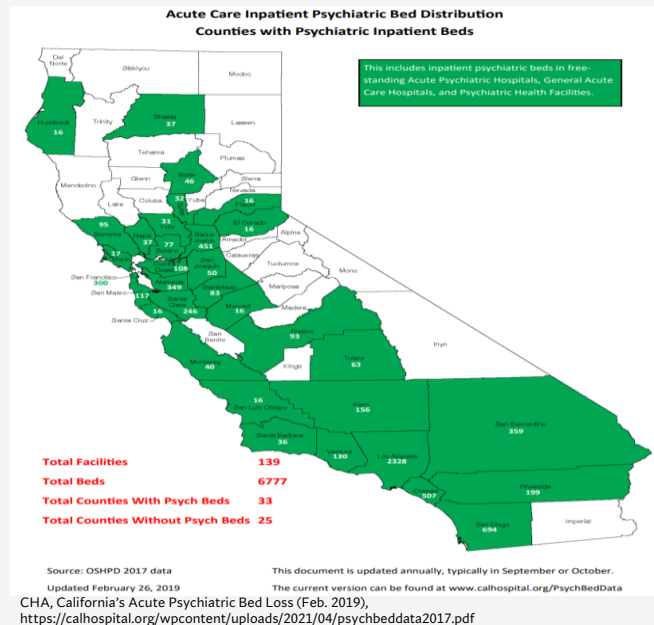 Acute Care Inpatient Psychiatric Bed Distribution
Counties with Psychiatric Inpatient Beds
This includes inpatient psychiatric beds in free-
standing Acute Psychiatric Hospitals, General Acute
Care Hospitals, and Psychiatric Health Facilities.
Del
Norte
Siskiyou
Modoc
Humboldt
16
Trinity
Shasta
37
Lassen
Tehama
Plumas
Mendocino
Glenn
Butte
46
Sierra
Lake
Colusa
32
Yuba
Nevada
16
Placer
El Dorado
16
Alpine
95
Sonoma
Napa
37
31
Yolo
77
Solano
Sacra-
mento
451
Amador
Calaveras
17
Marin
Contra
Costa
108
San
Joaquin
50
Tuolumne
Mono
San Francisco
300
Alameda
349
Stanislaus
83
Mariposa
San Mateo
117
Santa
Clara
246
Merced
16
Madera
Santa Cruz
16
San
Benito
Fresno
93
Inyo
Monterey
40
Kings
Tulare
63
16
San Luis Obispo
Kern
156
San Bernardino
359
Santa Barbara
36
Ventura
130
Los Angeles
2328
Orange
507
Riverside
199
San Diego
694
Imperial
Total Facilities 139
Total Beds 6777
Total Counties With Psych Beds 33
Total Counties Without Psych Beds 25
Source: OSHPD 2017 data
This document is updated annually, typically in September or October.
Updated February 26, 2019
The current version can be found at www.calhospital.org/PsychBedData
CHA, California's Acute Psychiatric Bed Loss (Feb. 2019),
https://calhospital.org/wpcontent/uploads/2021/04/psychbeddata2017.pdf